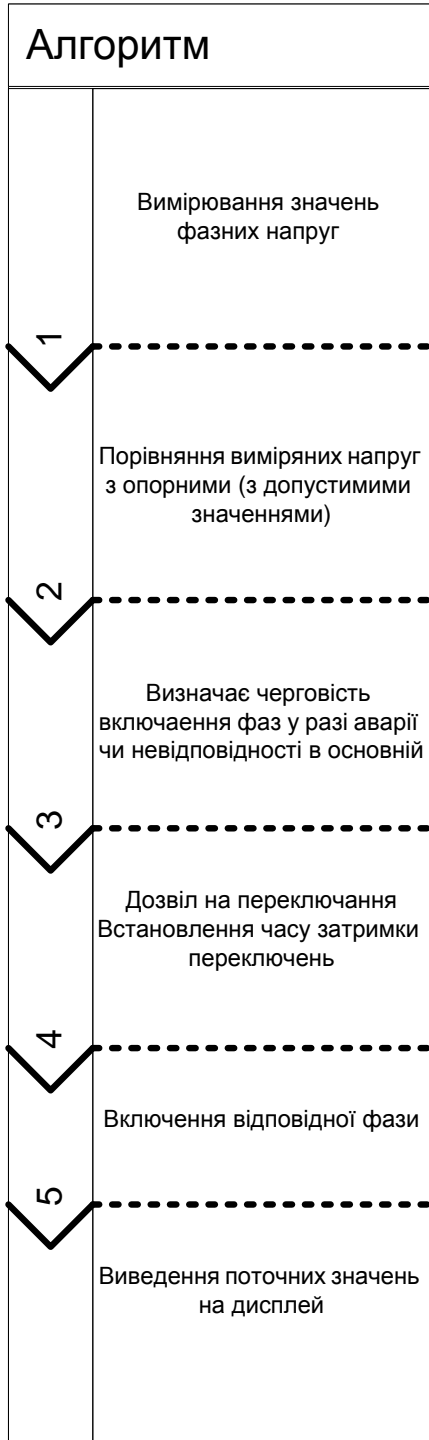 Алгоритм
Вимірювання значень
фазних напруг
1
Порівняння виміряних напруг
з опорними (з допустимими
значеннями)
2
Визначає черговість
включаення фаз у разі аварії
чи невідповідності в основній
3
Дозвіл на переключання
Встановлення часу затримки
переключень
4
Включення відповідної фази
5
Виведення поточних значень
на дисплей